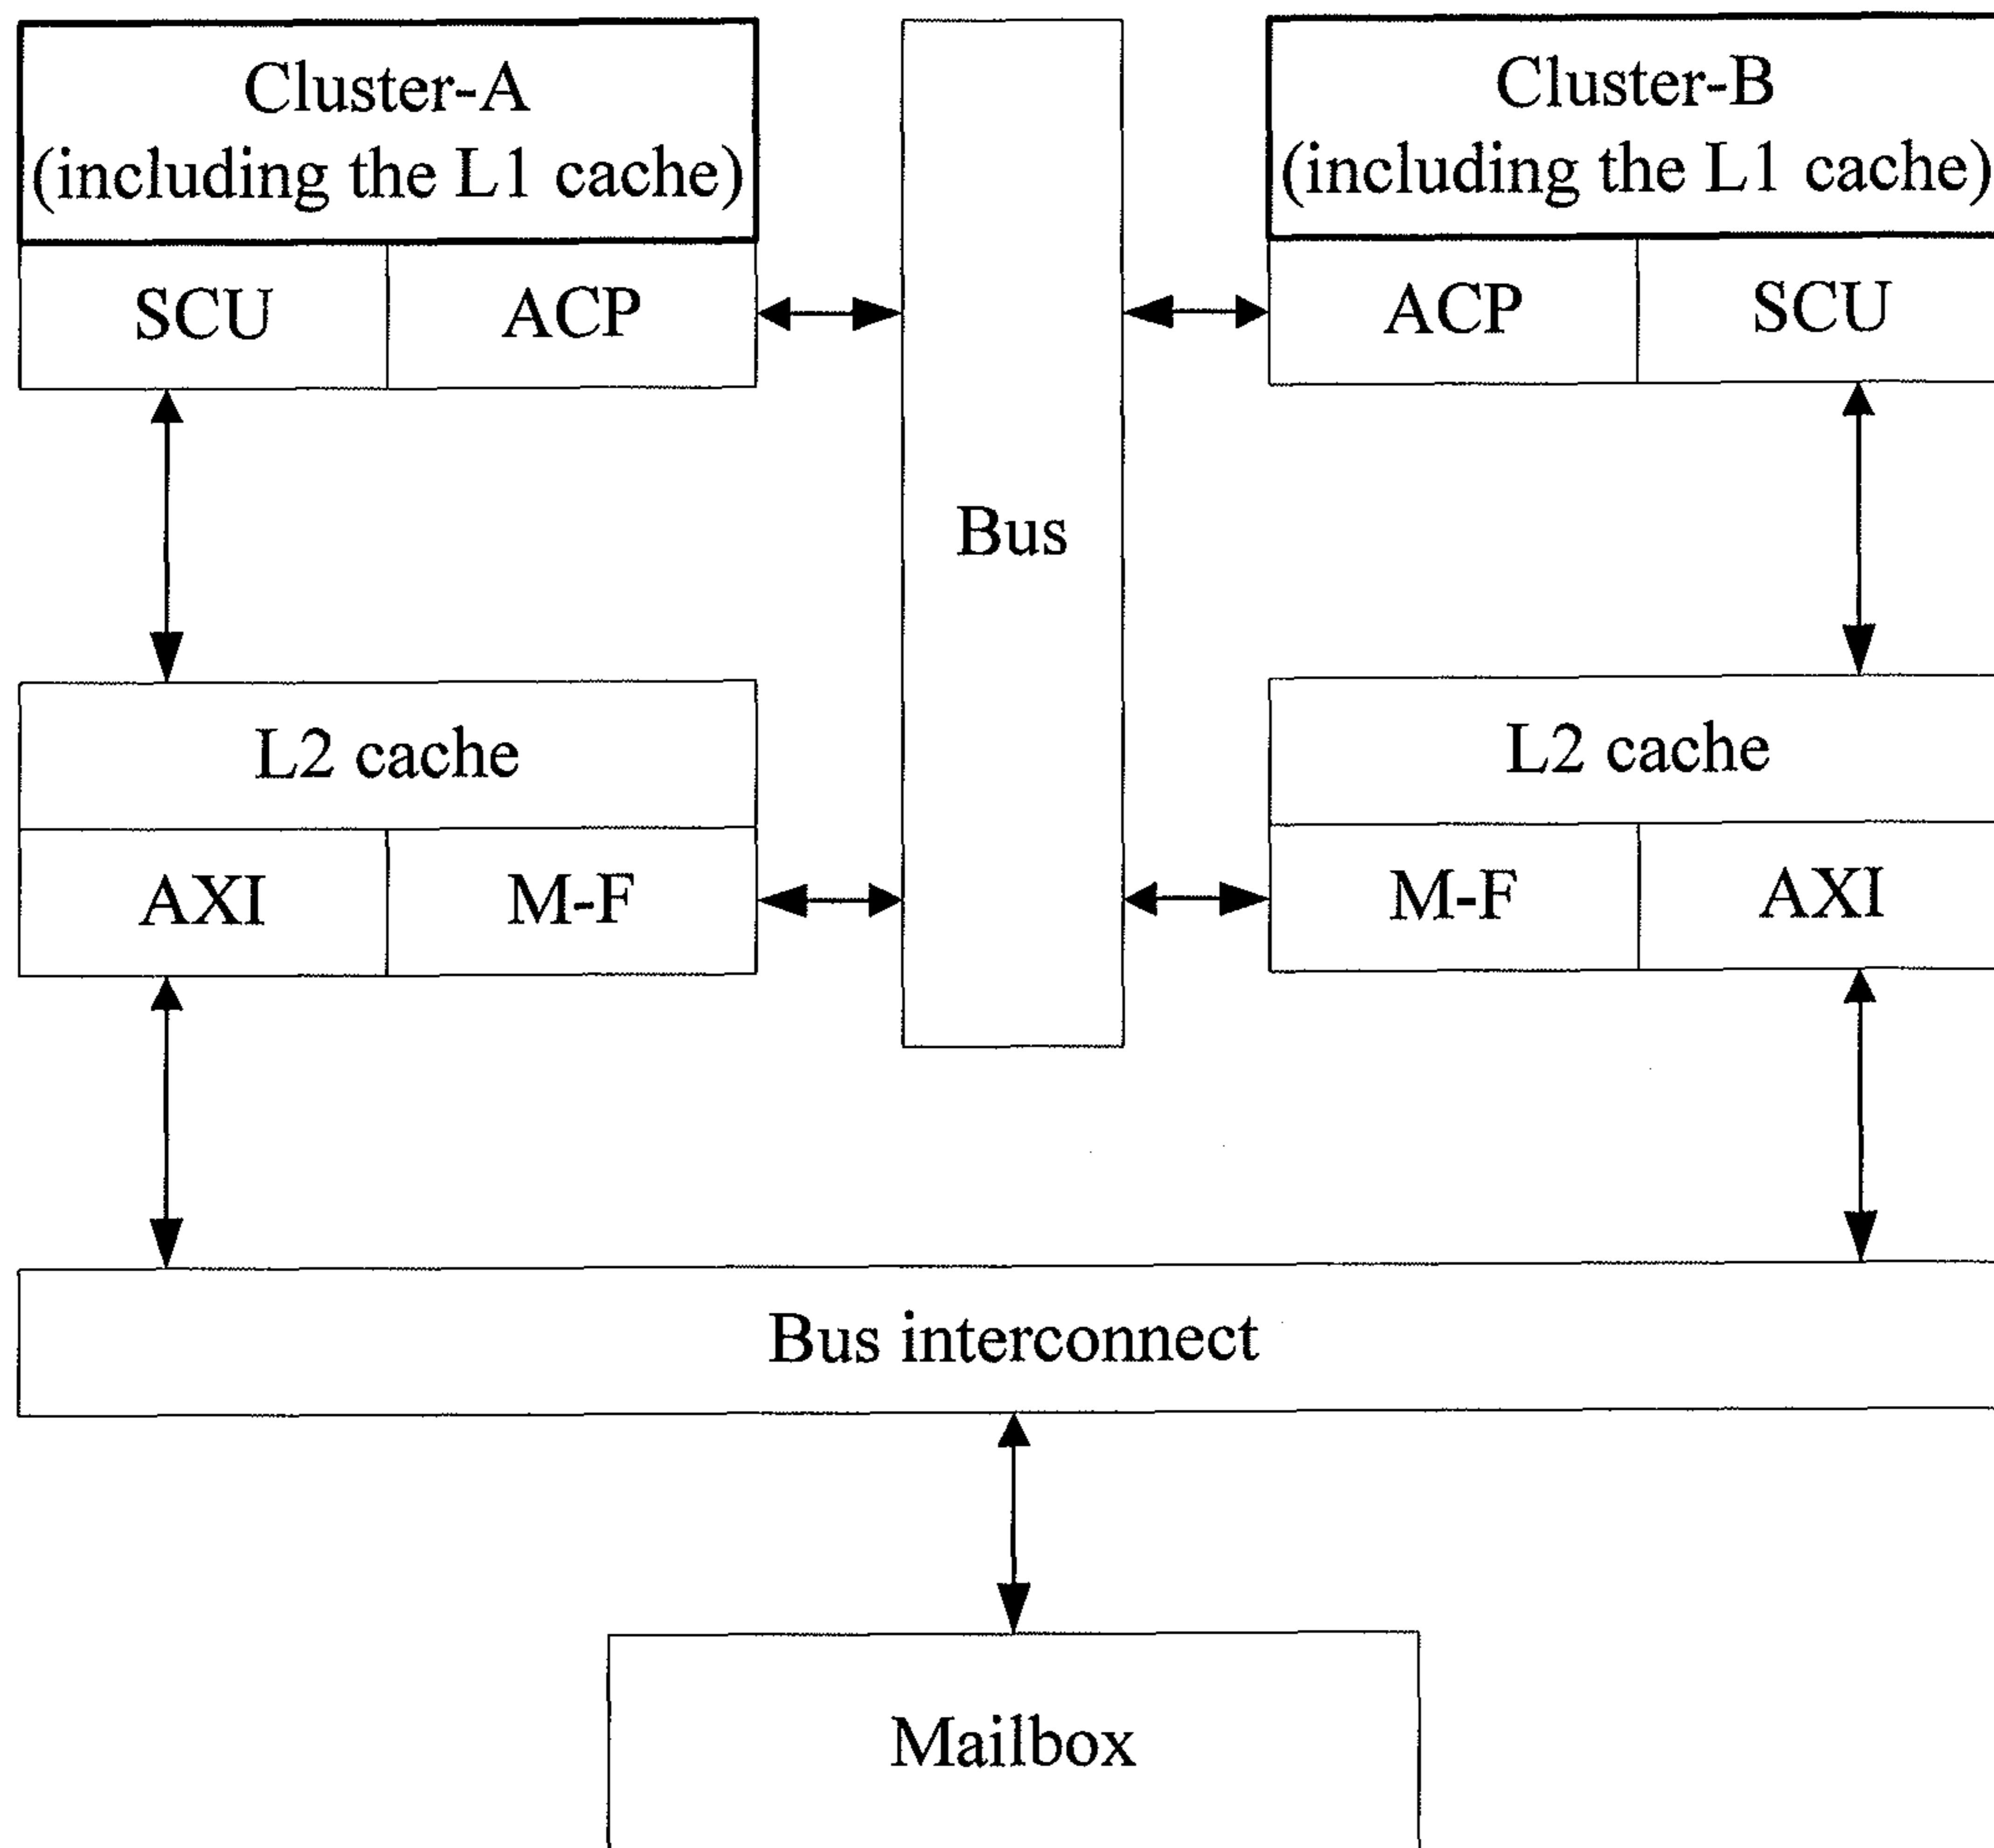 Cluster-A
(including the L1 cache)
SCU
ACP
Bus
Cluster-B
(including the L1 cache)
ACP
SCU
L2 cache
AXI
M-F
L2 cache
M-F
AXI
Bus interconnect
Mailbox